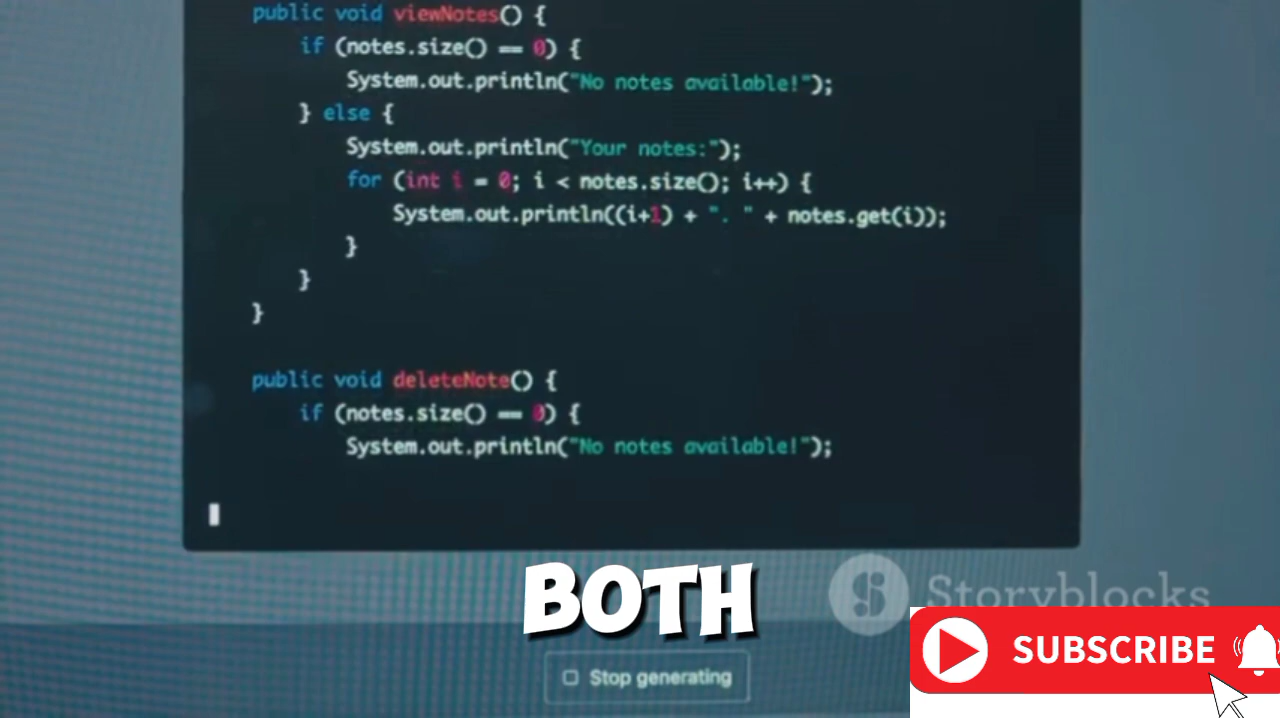 public void viewNotes() {
if (notes.size() == 0) {
System.out.println("No notes available!");
} else {
System.out.println("Your notes:");
for (int i = 0; i < notes.size(); i++) {
System.out.println((i+1) + ". " + notes.get(i));
}
}
}
public void deleteNote() {
if (notes.size() == 0) {
System.out.println("No notes available!");
BOTH
Storyblocks
SUBSCRIBE
Stop generating